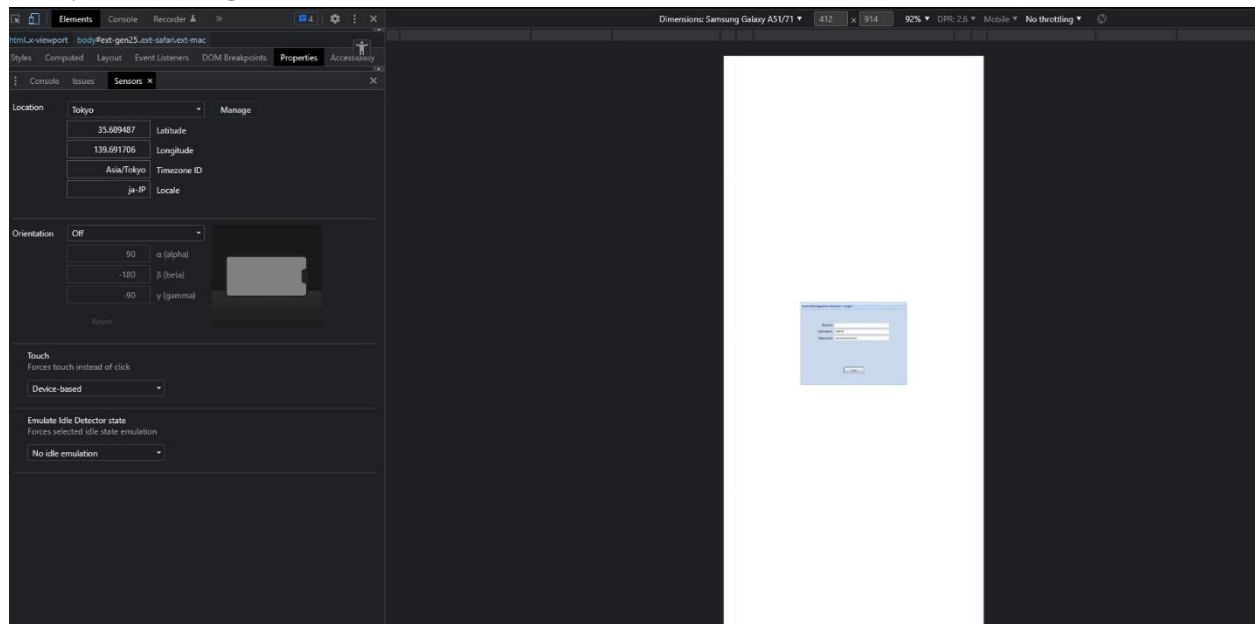 Elements Console Recorder » 4
html.x-viewport body#ext-gen25..ext-safari.ext-mac
Styles Computed Layout Event Listeners DOM Breakpoints Properties Accessibility
Console Issues Sensors ×
Location Tokyo Manage
35.689487 Latitude
139.691706 Longitude
Asia/Tokyo Timezone ID
ja-JP Locale
Orientation Off
90 α (alpha)
-180 β (beta)
-90 γ (gamma)
Reset
Touch
Forces touch instead of click
Device-based
Emulate Idle Detector state
Forces selected idle state emulation
No idle emulation
Dimensions: Samsung Galaxy A51/71 ▼ 412 × 914 92% ▼ DPR: 2.6 ▼ Mobile ▼ No throttling ▼